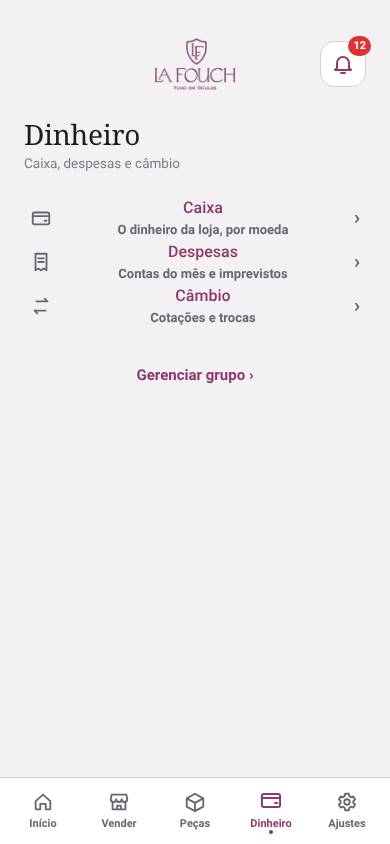 LF
LA FOUCH
TUDO EM ÓCULOS
12
Dinheiro
Caixa, despesas e câmbio
Caixa
O dinheiro da loja, por moeda
›
Despesas
Contas do mês e imprevistos
›
Câmbio
Cotações e trocas
›
Gerenciar grupo ›
Início
Vender
Peças
Dinheiro
Ajustes